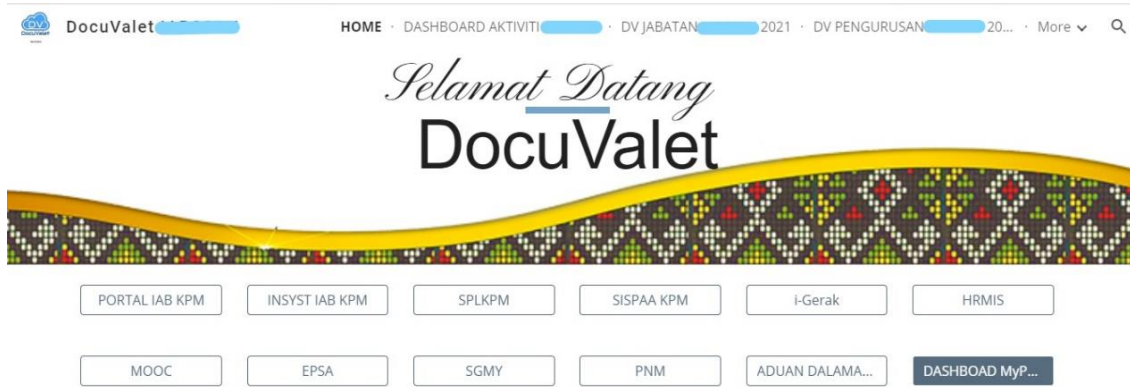 DocuValet
HOME · DASHBOARD AKTIVITI · DV JABATAN 2021 · DV PENGURUSAN 20... · More
Selamat Datang
DocuValet
PORTAL IAB KPM INSYST IAB KPM SPLKPM SISPAA KPM i-Gerak HRMIS
MOOC EPSA SGMY PNM ADUAN DALAMA... DASHBOAD MyP...